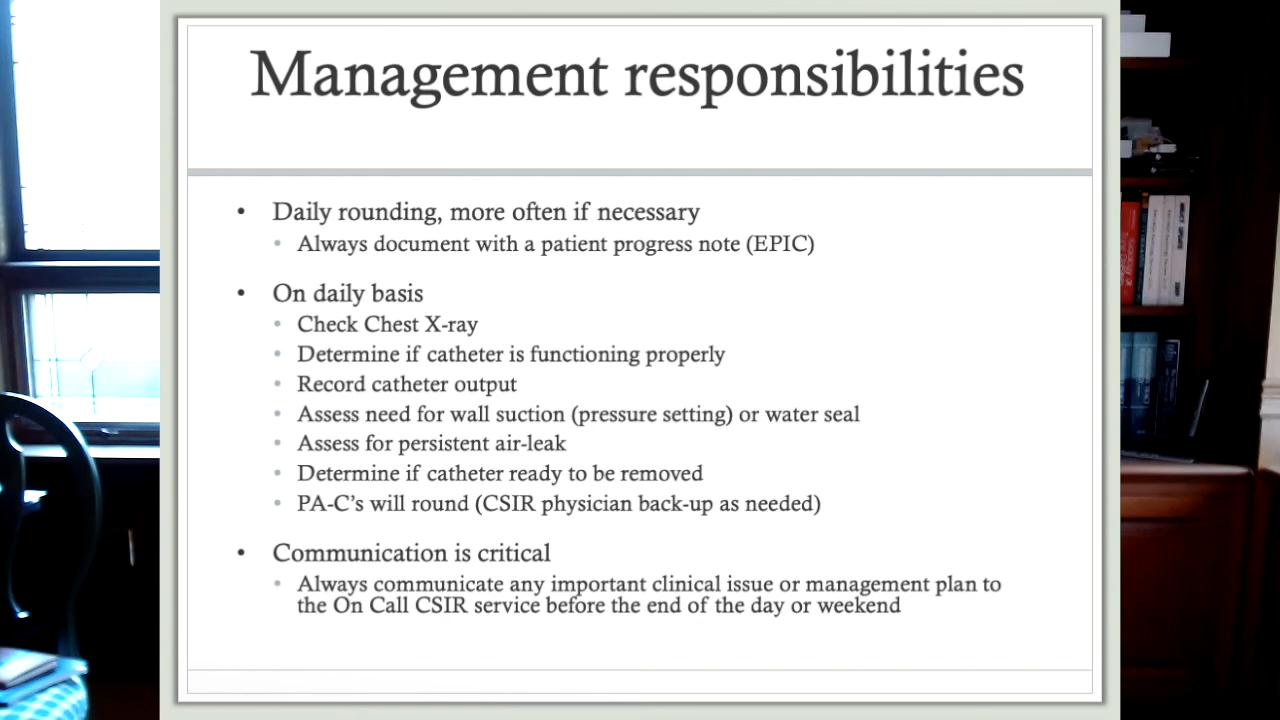 Management responsibilities
• Daily rounding, more often if necessary
• Always document with a patient progress note (EPIC)
• On daily basis
• Check Chest X-ray
• Determine if catheter is functioning properly
• Record catheter output
• Assess need for wall suction (pressure setting) or water seal
• Assess for persistent air-leak
• Determine if catheter ready to be removed
• PA-C's will round (CSIR physician back-up as needed)
• Communication is critical
• Always communicate any important clinical issue or management plan to
the On Call CSIR service before the end of the day or weekend